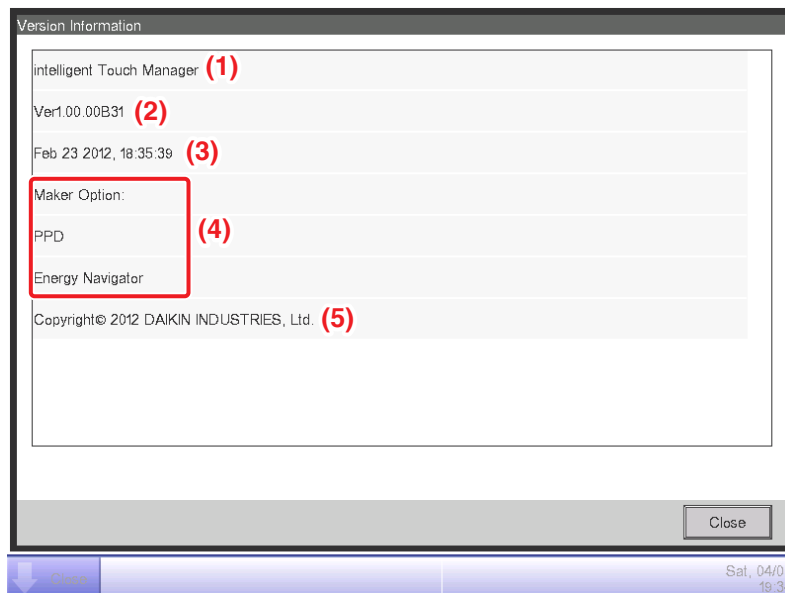 Version Information
intelligent Touch Manager (1)
Ver1.00.00B31 (2)
Feb 23 2012, 18:35:39 (3)
Maker Option:
PPD (4)
Energy Navigator
Copyright© 2012 DAIKIN INDUSTRIES, Ltd. (5)
Close
Close
Sat, 04/0
19:3